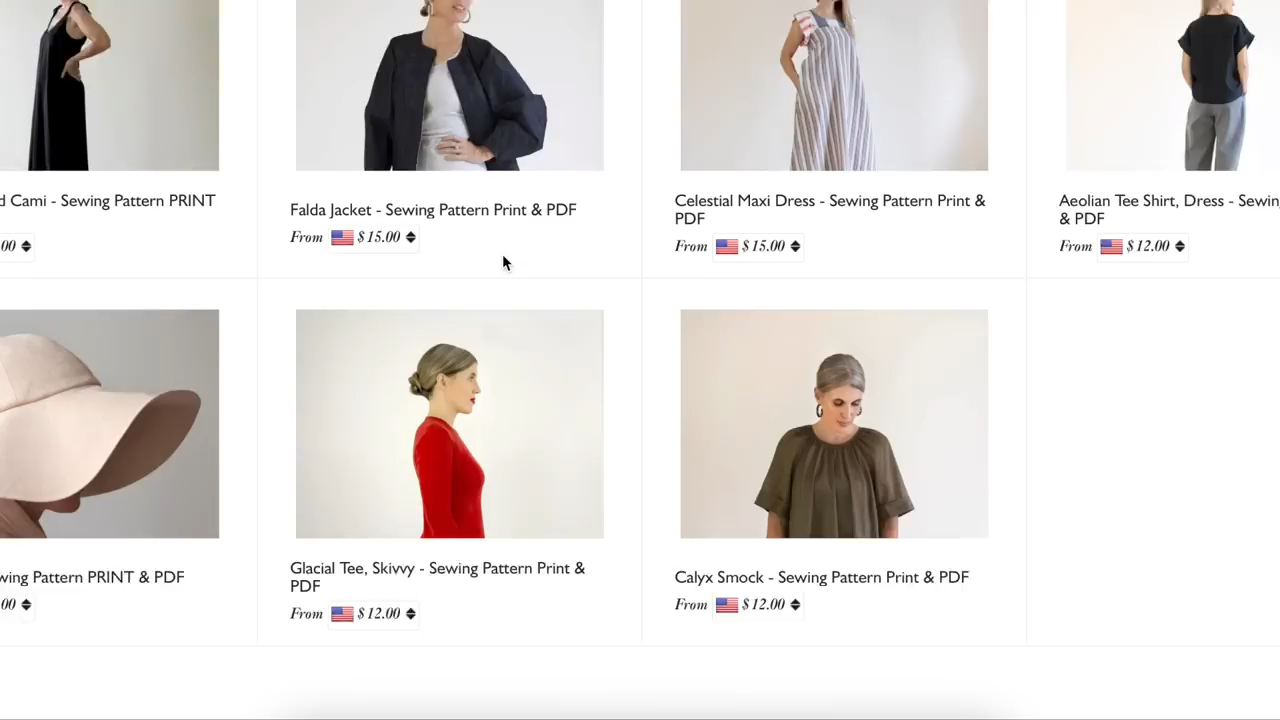 d Cami - Sewing Pattern PRINT
00
Falda Jacket - Sewing Pattern Print & PDF
From $15.00
Celestial Maxi Dress - Sewing Pattern Print &
PDF
From $15.00
Aeolian Tee Shirt, Dress - Sewin
& PDF
From $12.00
wing Pattern PRINT & PDF
00
Glacial Tee, Skivvy - Sewing Pattern Print &
PDF
From $12.00
Calyx Smock - Sewing Pattern Print & PDF
From $12.00